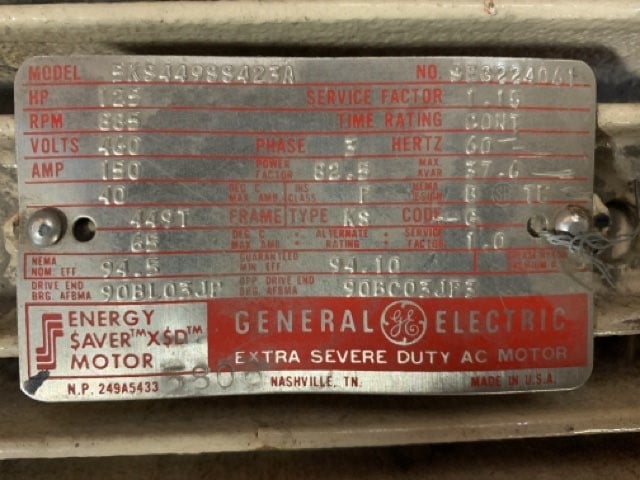 MODEL 5KS449SS423A NO. SE3224061
HP 125 SERVICE FACTOR 1.15
RPM 885 TIME RATING CONT
VOLTS 460 PHASE 3 HERTZ 60
AMP 150 POWER FACTOR 82.5 MAX. KVAR 37.6
40 DEG C MAX AMB INS CLASS F NEMA DESIGN B
449T FRAME TYPE KS CODE G
65 DEG C MAX AMB • ALTERNATE RATING • SERVICE FACTOR 1.0
NEMA NOM. EFF 94.5 GUARANTEED MIN EFF 94.10
DRIVE END BRG. AFBMA 90BL03JP OPP DRIVE END BRG. AFBMA 90BC03JP3
ENERGY $AVER™X$D™ MOTOR
GENERAL GE ELECTRIC
EXTRA SEVERE DUTY AC MOTOR
N.P. 249A5433 NASHVILLE, TN. MADE IN U.S.A.